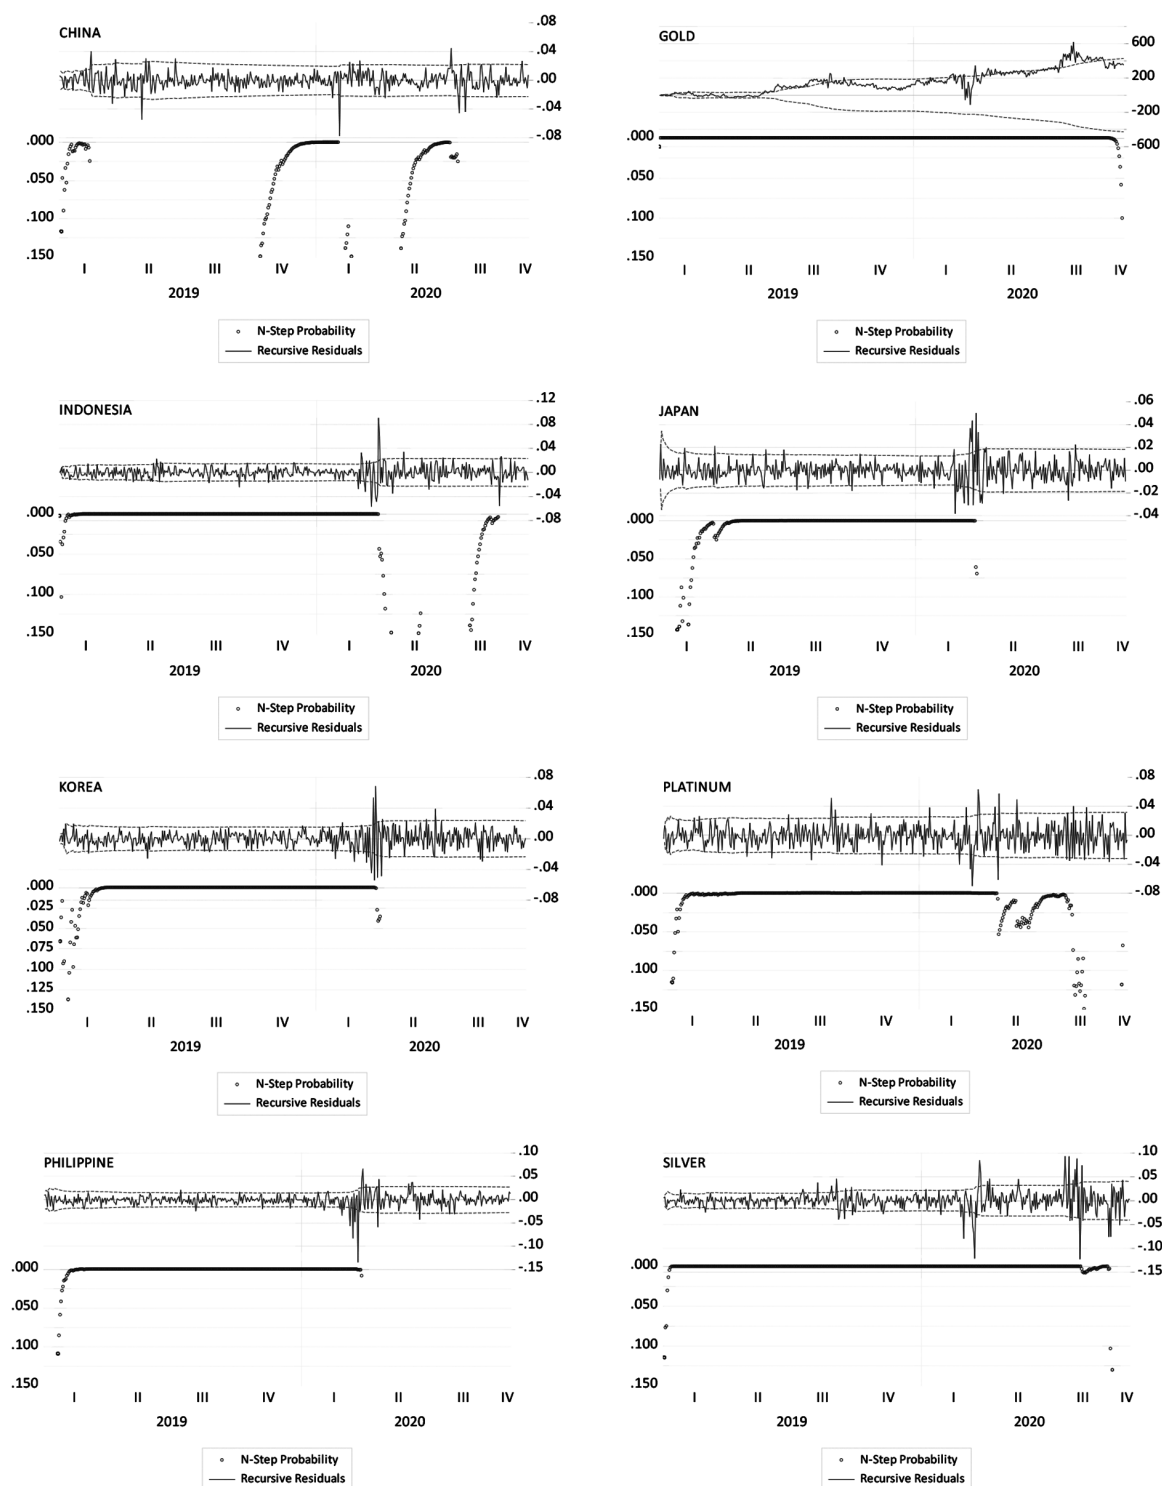 CHINA
.08
.04
.00
-.04
-.08
.000
.050
.100
.150
I II III IV I II III IV
2019 2020
N-Step Probability
Recursive Residuals
GOLD
600
200
-200
-600
.000
.050
.100
.150
I II III IV I II III IV
2019 2020
N-Step Probability
Recursive Residuals
INDONESIA
.12
.08
.04
.00
-.04
-.08
.000
.050
.100
.150
I II III IV I II III IV
2019 2020
N-Step Probability
Recursive Residuals
JAPAN
.06
.04
.02
.00
-.02
-.04
.000
.050
.100
.150
I II III IV I II III IV
2019 2020
N-Step Probability
Recursive Residuals
KOREA
.08
.04
.00
-.04
-.08
.000
.025
.050
.075
.100
.125
.150
I II III IV I II III IV
2019 2020
N-Step Probability
Recursive Residuals
PLATINUM
.08
.04
.00
-.04
-.08
.000
.050
.100
.150
I II III IV I II III IV
2019 2020
N-Step Probability
Recursive Residuals
PHILIPPINE
.10
.05
.00
-.05
-.10
-.15
.000
.050
.100
.150
I II III IV I II III IV
2019 2020
N-Step Probability
Recursive Residuals
SILVER
.10
.05
.00
-.05
-.10
-.15
.000
.050
.100
.150
I II III IV I II III IV
2019 2020
N-Step Probability
Recursive Residuals